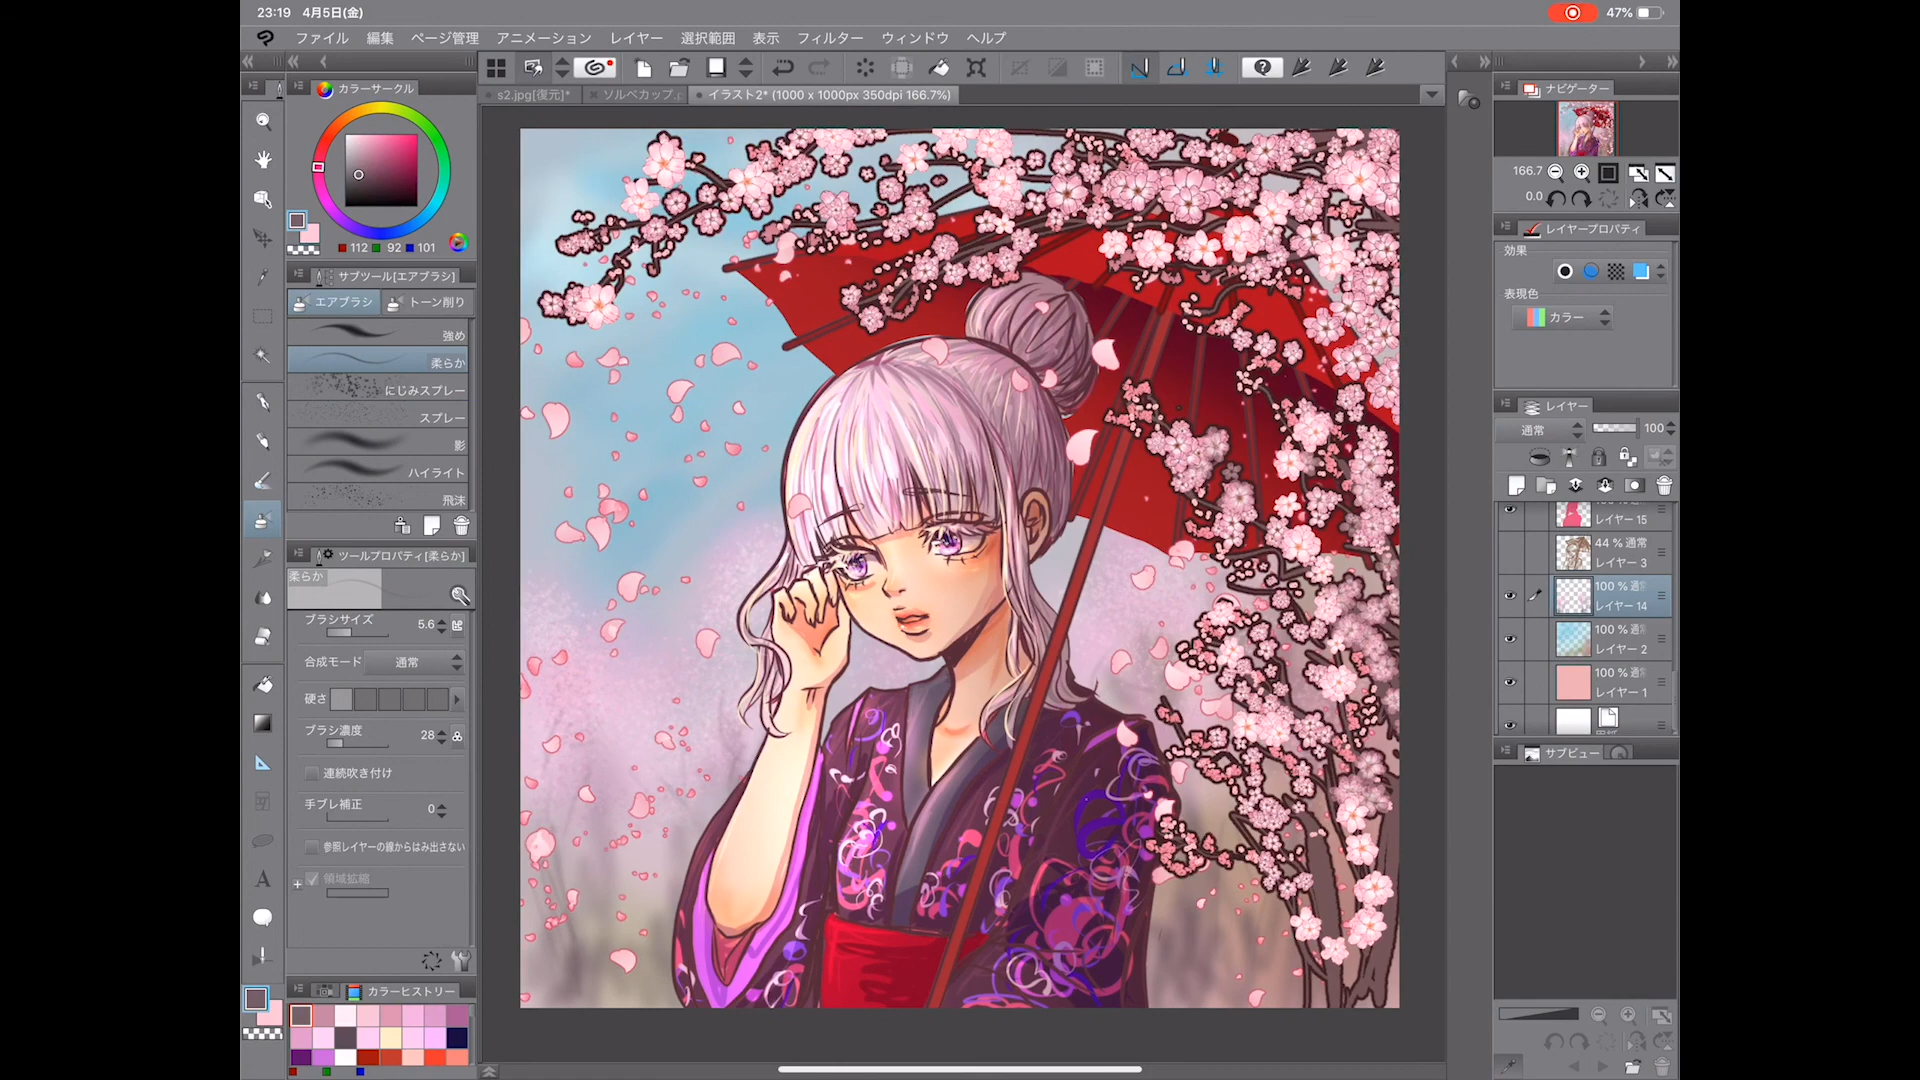 23:19 4月5日(金)
47%
ファイル 編集 ページ管理 アニメーション レイヤー 選択範囲 表示 フィルター ウィンドウ ヘルプ
s2.jpg[復元]*
ソルベカップ.
イラスト2* (1000 x 1000px 350dpi 166.7%)
カラーサークル
112 92 101
サブツール[エアブラシ]
エアブラシ
トーン削り
強め
柔らか
にじみスプレー
スプレー
影
ハイライト
飛沫
ツールプロパティ[柔らか]
柔らか
ブラシサイズ 5.6
合成モード 通常
硬さ
ブラシ濃度 28
連続吹き付け
手ブレ補正 0
参照レイヤーの線からはみ出さない
領域拡縮
カラーヒストリー
ナビゲーター
166.7
0.0
レイヤープロパティ
効果
表現色
カラー
レイヤー
通常 100
レイヤー 15
44 % 通常
レイヤー 3
100 % 通常
レイヤー 14
100 % 通常
レイヤー 2
100 % 通常
レイヤー 1
サブビュー